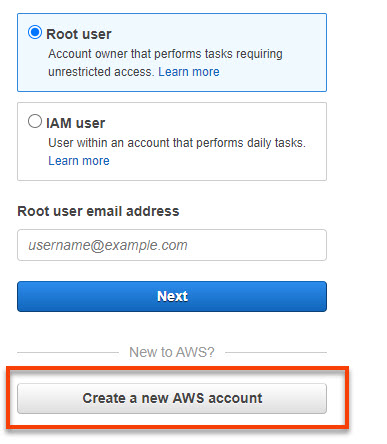 Root user
Account owner that performs tasks requiring
unrestricted access. Learn more
IAM user
User within an account that performs daily tasks.
Learn more
Root user email address
username@example.com
Next
New to AWS?
Create a new AWS account